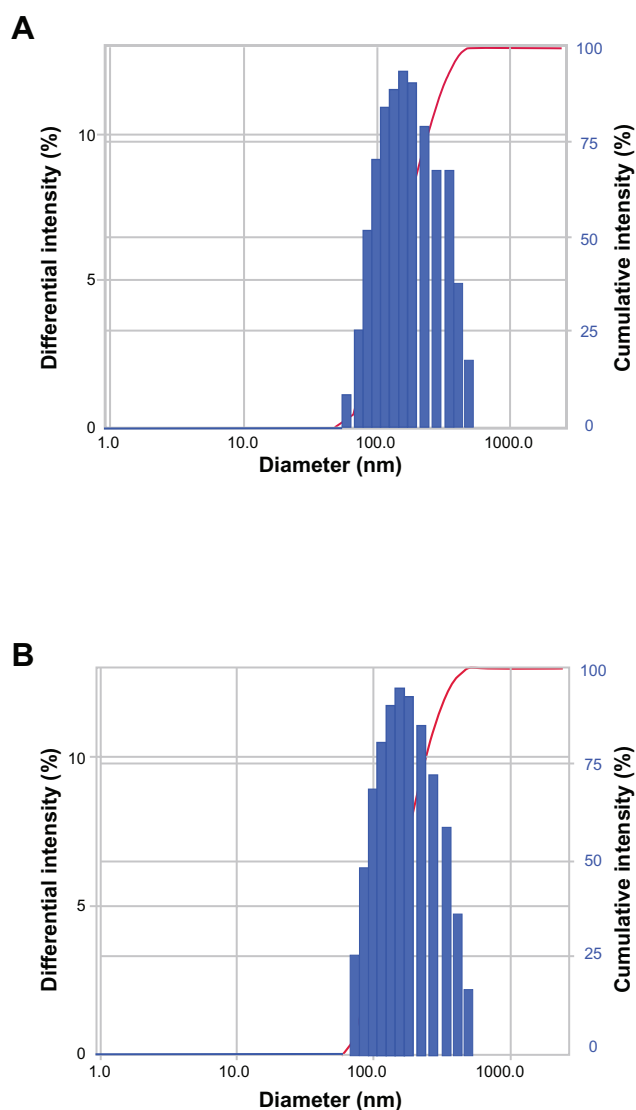 A
Differential intensity (%)
10
5
0
100
75
50
25
0
Cumulative intensity (%)
1.0 10.0 100.0 1000.0
Diameter (nm)
B
Differential intensity (%)
10
5
0
100
75
50
25
0
Cumulative intensity (%)
1.0 10.0 100.0 1000.0
Diameter (nm)